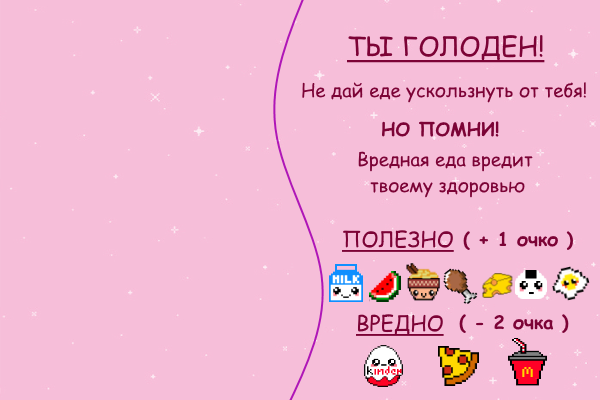 ТЫ ГОЛОДЕН!
Не дай еде ускользнуть от тебя!
НО ПОМНИ!
Вредная еда вредит
твоему здоровью
ПОЛЕЗНО ( + 1 очко )
MILK
ВРЕДНО ( - 2 очка )
kinder
M